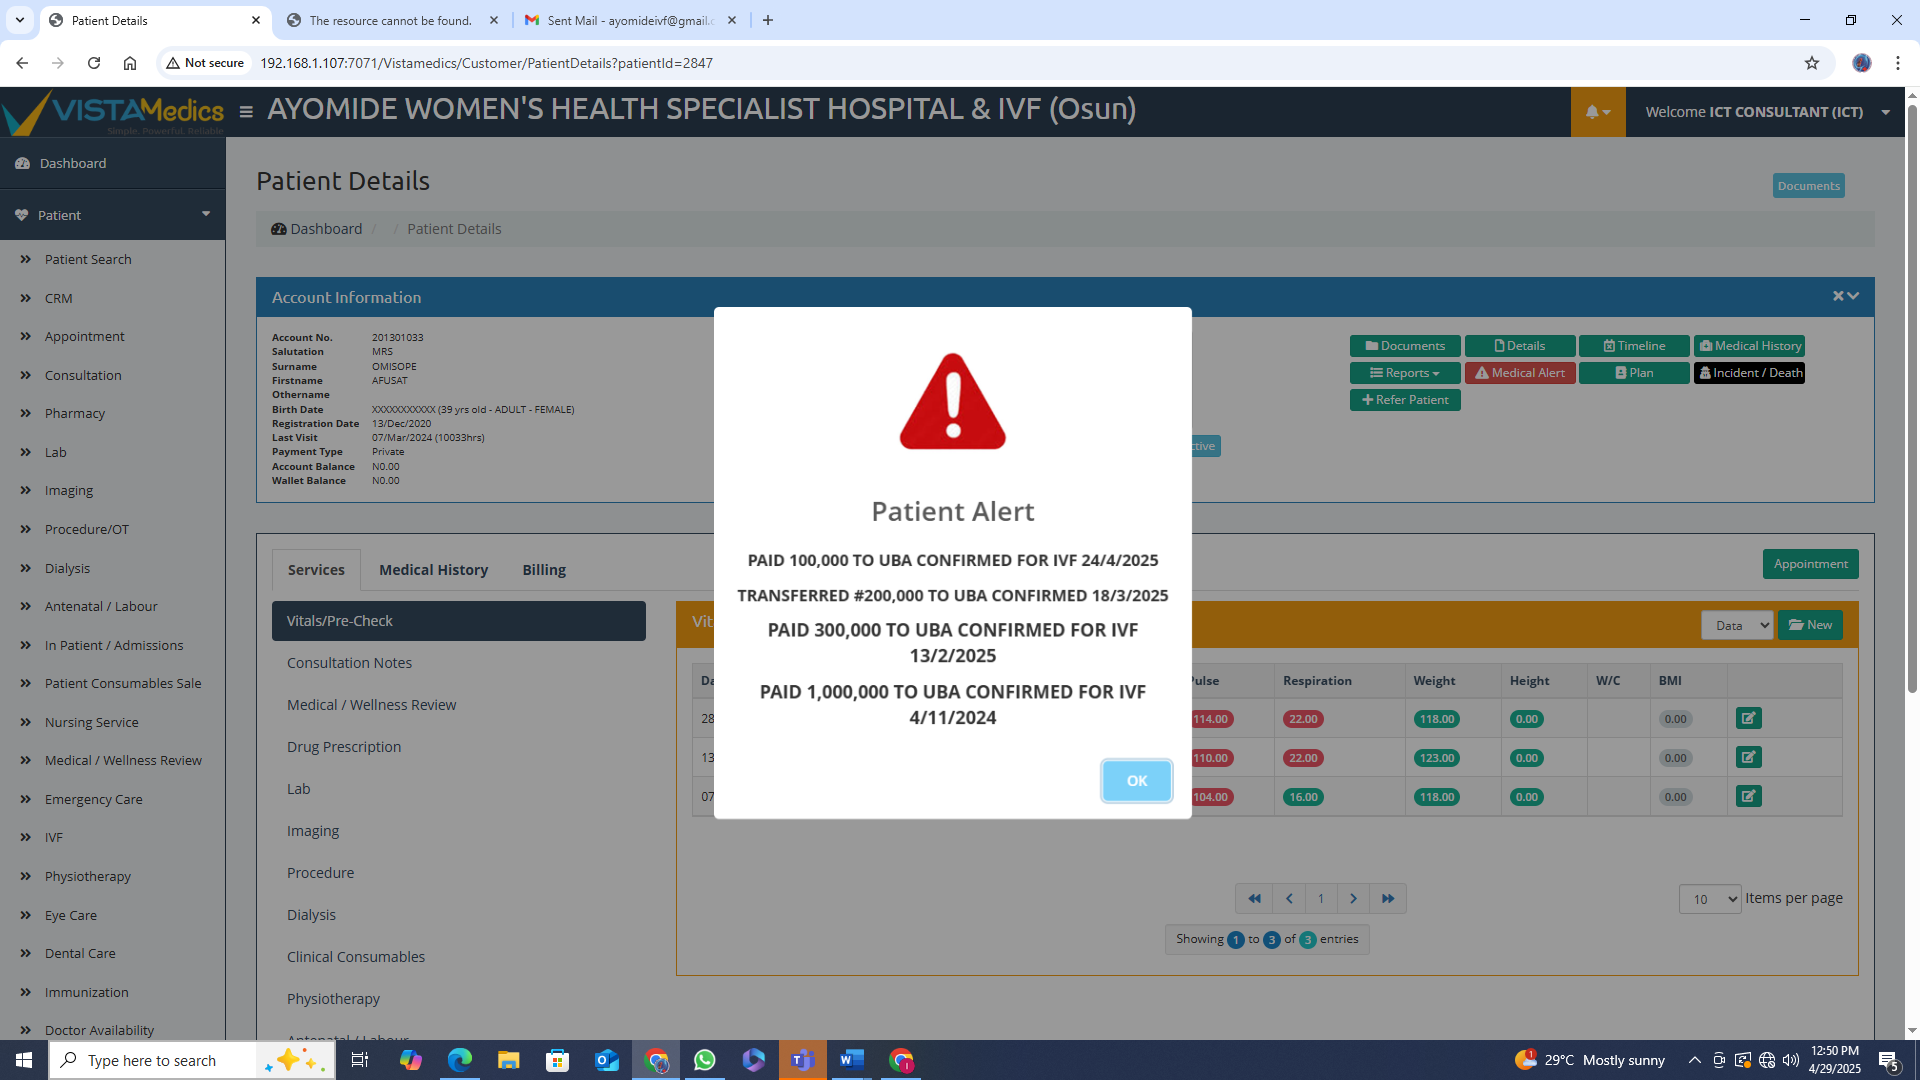 Patient Details
The resource cannot be found.
Sent Mail - ayomideivf@gmail.c
Not secure
192.168.1.107:7071/Vistamedics/Customer/PatientDetails?patientId=2847
VISTAMedics
Simple. Powerful. Reliable
AYOMIDE WOMEN'S HEALTH SPECIALIST HOSPITAL & IVF (Osun)
Welcome ICT CONSULTANT (ICT)
Dashboard
Patient
Patient Search
CRM
Appointment
Consultation
Pharmacy
Lab
Imaging
Procedure/OT
Dialysis
Antenatal / Labour
In Patient / Admissions
Patient Consumables Sale
Nursing Service
Medical / Wellness Review
Emergency Care
IVF
Physiotherapy
Eye Care
Dental Care
Immunization
Doctor Availability
Patient Details
Documents
Dashboard / / Patient Details
Account Information
Account No. 201301033
Salutation MRS
Surname OMISOPE
Firstname AFUSAT
Othername
Birth Date XXXXXXXXXXX (39 yrs old - ADULT - FEMALE)
Registration Date 13/Dec/2020
Last Visit 07/Mar/2024 (10033hrs)
Payment Type Private
Account Balance N0.00
Wallet Balance N0.00
Documents Details Timeline Medical History
Reports Medical Alert Plan Incident / Death
Refer Patient
ctive
Patient Alert
PAID 100,000 TO UBA CONFIRMED FOR IVF 24/4/2025
TRANSFERRED #200,000 TO UBA CONFIRMED 18/3/2025
PAID 300,000 TO UBA CONFIRMED FOR IVF
13/2/2025
PAID 1,000,000 TO UBA CONFIRMED FOR IVF
4/11/2024
OK
Services Medical History Billing
Appointment
Vitals/Pre-Check
Consultation Notes
Medical / Wellness Review
Drug Prescription
Lab
Imaging
Procedure
Dialysis
Clinical Consumables
Physiotherapy
Vit
Data
New
Da Pulse Respiration Weight Height W/C BMI
28 114.00 22.00 118.00 0.00 0.00
13 110.00 22.00 123.00 0.00 0.00
07 104.00 16.00 118.00 0.00 0.00
1
10 Items per page
Showing 1 to 3 of 3 entries
Type here to search
29°C Mostly sunny
12:50 PM
4/29/2025
5